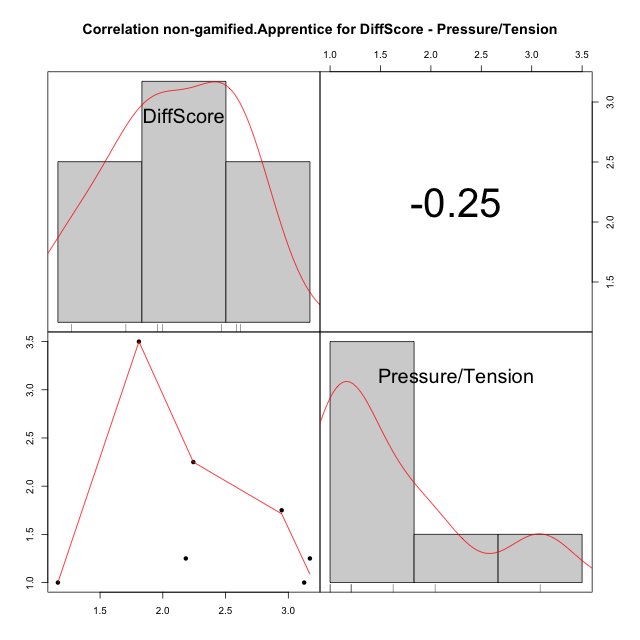 Correlation non-gamified.Apprentice for DiffScore - Pressure/Tension
1.0 1.5 2.0 2.5 3.0 3.5
DiffScore
-0.25
3.0
2.5
2.0
1.5
3.5
3.0
2.5
2.0
1.5
1.0
Pressure/Tension
1.5 2.0 2.5 3.0